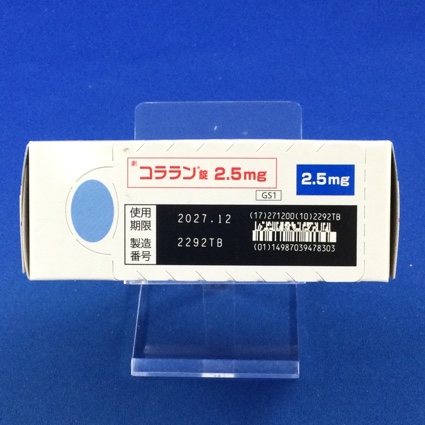 劇 コララン®錠 2.5mg
2.5mg
GS1
使用期限 2027.12
製造番号 2292TB
(17)271200(10)2292TB
(01)14987039478303